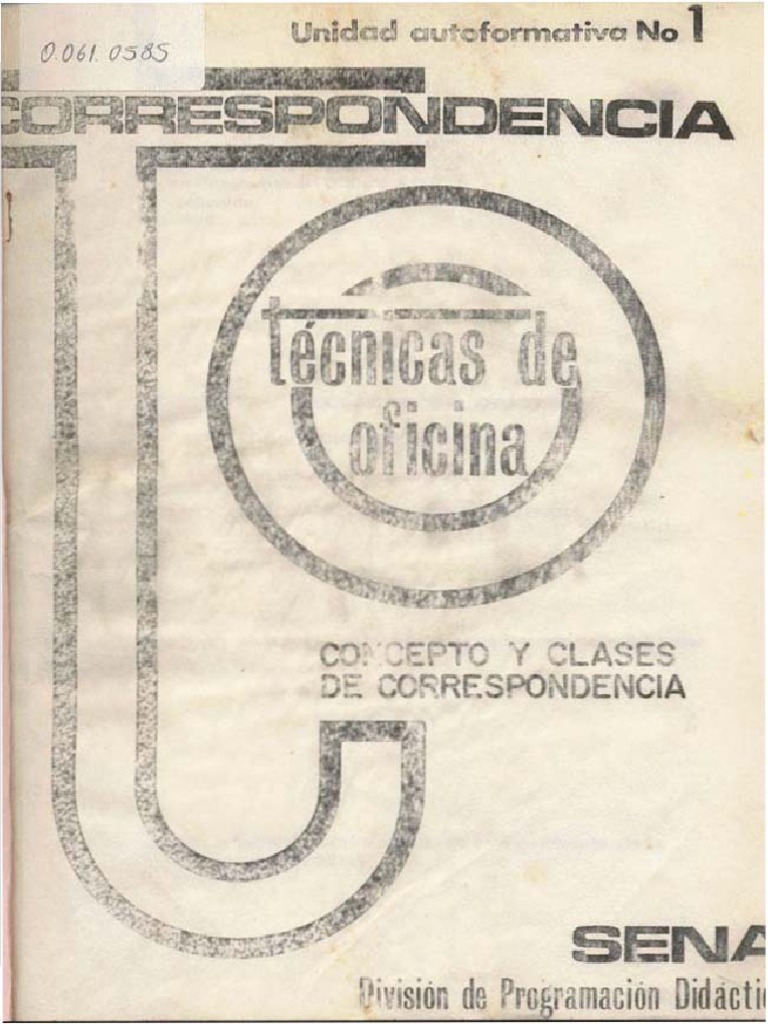 Unidad autoformativa No 1
0.061.0585
CORRESPONDENCIA
técnicas de
oficina
CONCEPTO Y CLASES
DE CORRESPONDENCIA
SENA
División de Programación Didácti